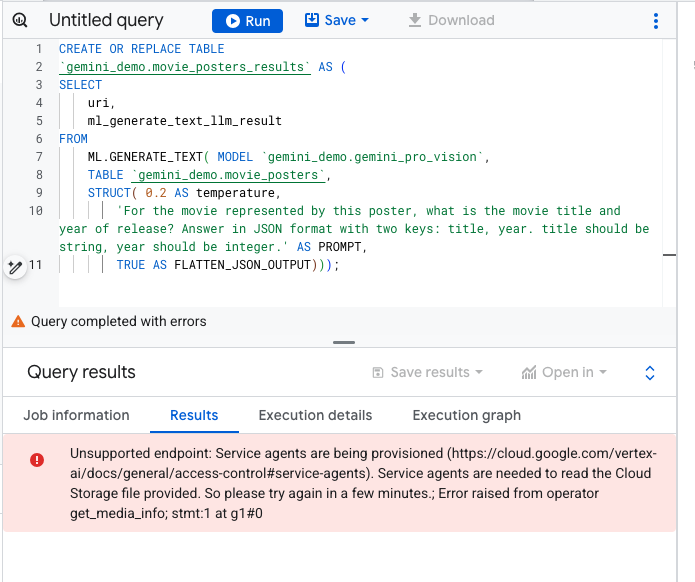 Untitled query Run Save Download
1 CREATE OR REPLACE TABLE
2 `gemini_demo.movie_posters_results` AS (
3 SELECT
4 uri,
5 ml_generate_text_llm_result
6 FROM
7 ML.GENERATE_TEXT( MODEL `gemini_demo.gemini_pro_vision`,
8 TABLE `gemini_demo.movie_posters`,
9 STRUCT( 0.2 AS temperature,
10 'For the movie represented by this poster, what is the movie title and
year of release? Answer in JSON format with two keys: title, year. title should be
string, year should be integer.' AS PROMPT,
11 TRUE AS FLATTEN_JSON_OUTPUT)));
Query completed with errors
Query results Save results Open in
Job information Results Execution details Execution graph
Unsupported endpoint: Service agents are being provisioned (https://cloud.google.com/vertex-
ai/docs/general/access-control#service-agents). Service agents are needed to read the Cloud
Storage file provided. So please try again in a few minutes.; Error raised from operator
get_media_info; stmt:1 at g1#0